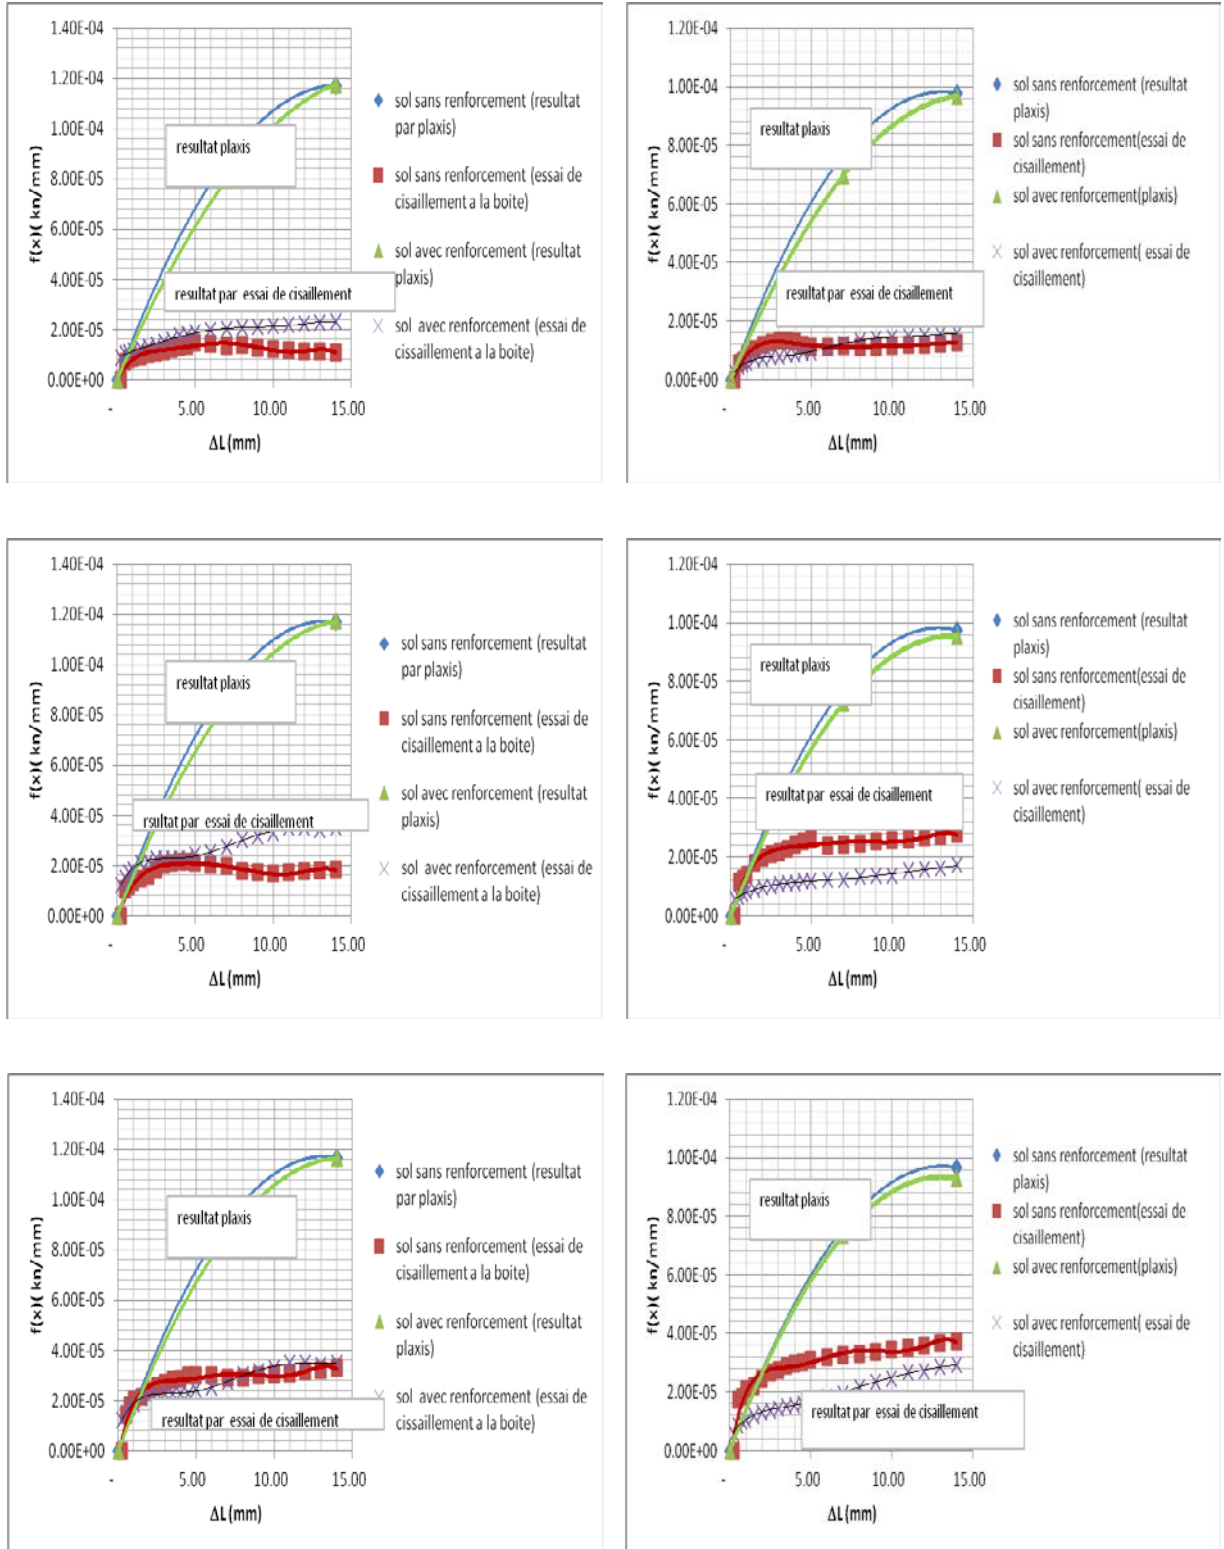 1.40E-04
1.20E-04
1.00E-04
8.00E-05
6.00E-05
4.00E-05
2.00E-05
0.00E+00
f(x)( kn/mm)
-
5.00
10.00
15.00
ΔL (mm)
resultat plaxis
resultat par essai de cisaillement
sol sans renforcement (resultat
par plaxis)
sol sans renforcement (essai de
cisaillement a la boite)
sol avec renforcement (resultat
plaxis)
sol avec renforcement (essai de
cissaillement a la boite)
1.20E-04
1.00E-04
8.00E-05
6.00E-05
4.00E-05
2.00E-05
0.00E+00
f(x)( kn/mm)
-
5.00
10.00
15.00
ΔL (mm)
resultat plaxis
resultat par essai de cisaillement
sol sans renforcement (resultat
plaxis)
sol sans renforcement(essai de
cisaillement)
sol avec renforcement(plaxis)
sol avec renforcement( essai de
cisaillement)
1.40E-04
1.20E-04
1.00E-04
8.00E-05
6.00E-05
4.00E-05
2.00E-05
0.00E+00
f(x)( kn/mm)
-
5.00
10.00
15.00
ΔL (mm)
resultat plaxis
rsultat par essai de cisaillement
sol sans renforcement (resultat
par plaxis)
sol sans renforcement (essai de
cisaillement a la boite)
sol avec renforcement (resultat
plaxis)
sol avec renforcement (essai de
cissaillement a la boite)
1.20E-04
1.00E-04
8.00E-05
6.00E-05
4.00E-05
2.00E-05
0.00E+00
f(x)( kn/mm)
-
5.00
10.00
15.00
ΔL (mm)
resultat plaxis
resultat par essai de cisaillement
sol sans renforcement (resultat
plaxis)
sol sans renforcement(essai de
cisaillement)
sol avec renforcement(plaxis)
sol avec renforcement( essai de
cisaillement)
1.40E-04
1.20E-04
1.00E-04
8.00E-05
6.00E-05
4.00E-05
2.00E-05
0.00E+00
f(x)( kn/mm)
-
5.00
10.00
15.00
ΔL (mm)
resultat plaxis
resultat par essai de cisaillement
sol sans renforcement (resultat
par plaxis)
sol sans renforcement (essai de
cisaillement a la boite)
sol avec renforcement (resultat
plaxis)
sol avec renforcement (essai de
cissaillement a la boite)
1.20E-04
1.00E-04
8.00E-05
6.00E-05
4.00E-05
2.00E-05
0.00E+00
f(x)( kn/mm)
-
5.00
10.00
15.00
ΔL (mm)
resultat plaxis
resultat par essai de cisaillement
sol sans renforcement (resultat
plaxis)
sol sans renforcement(essai de
cisaillement)
sol avec renforcement(plaxis)
sol avec renforcement( essai de
cisaillement)